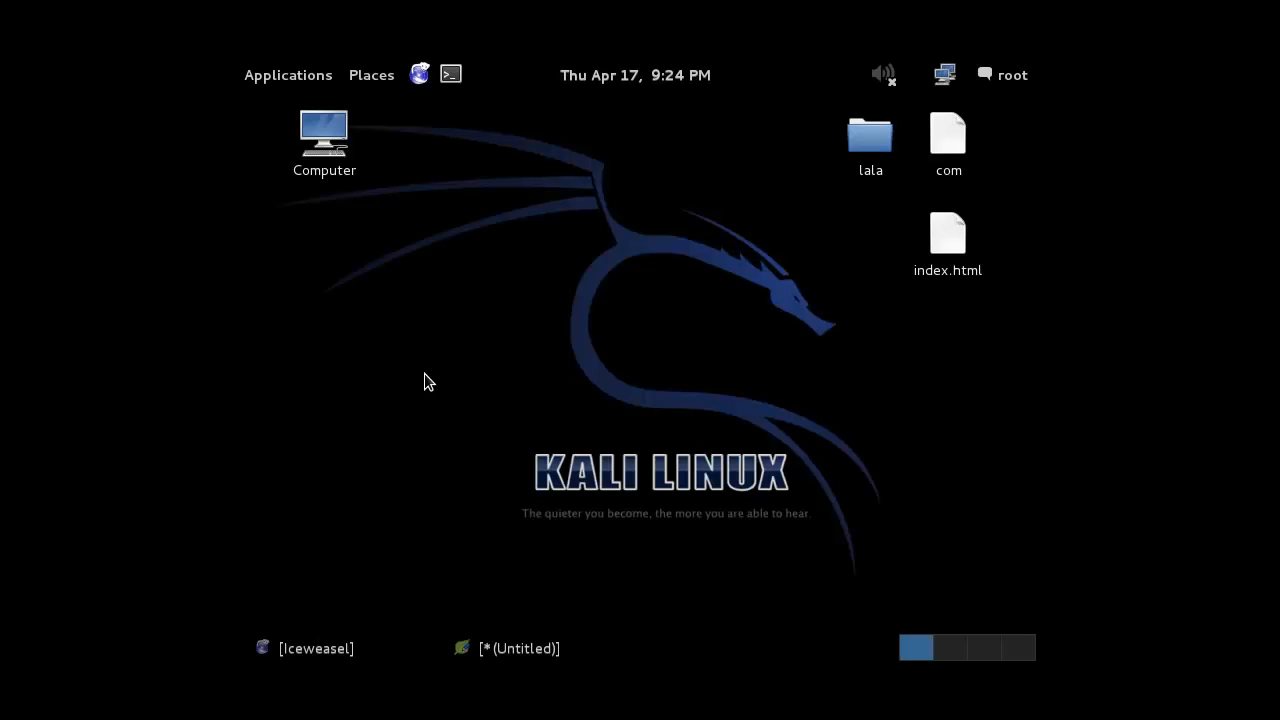 Applications Places Thu Apr 17, 9:24 PM root
Computer
lala
com
index.html
KALI LINUX
The quieter you become, the more you are able to hear.
[Iceweasel] [*(Untitled)]